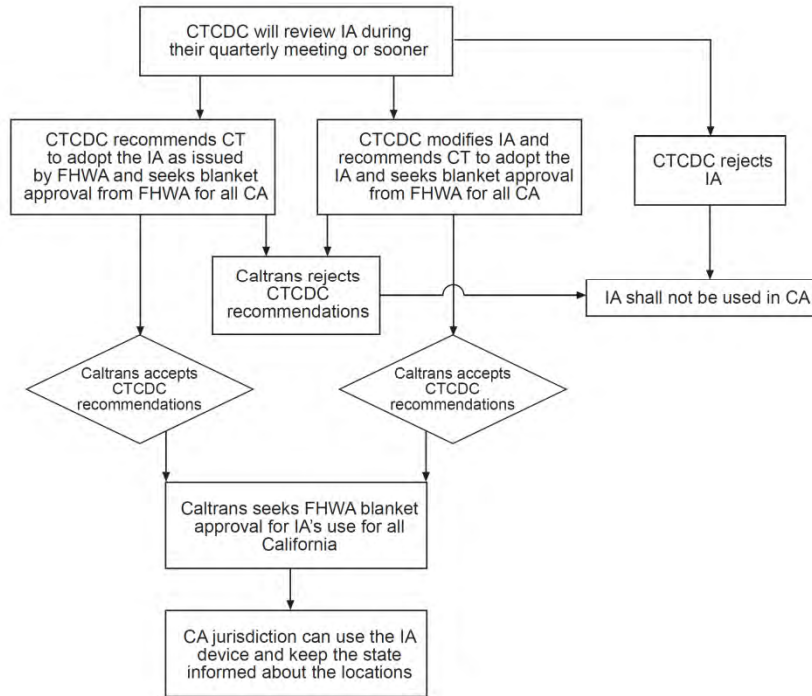 CTCDC will review IA during
their quarterly meeting or sooner
CTCDC recommends CT
to adopt the IA as issued
by FHWA and seeks blanket
approval from FHWA for all CA
CTCDC modifies IA and
recommends CT to adopt the
IA and seeks blanket approval
from FHWA for all CA
CTCDC rejects
IA
Caltrans rejects
CTCDC
recommendations
IA shall not be used in CA
Caltrans accepts
CTCDC
recommendations
Caltrans accepts
CTCDC
recommendations
Caltrans seeks FHWA blanket
approval for IA's use for all
California
CA jurisdiction can use the IA
device and keep the state
informed about the locations